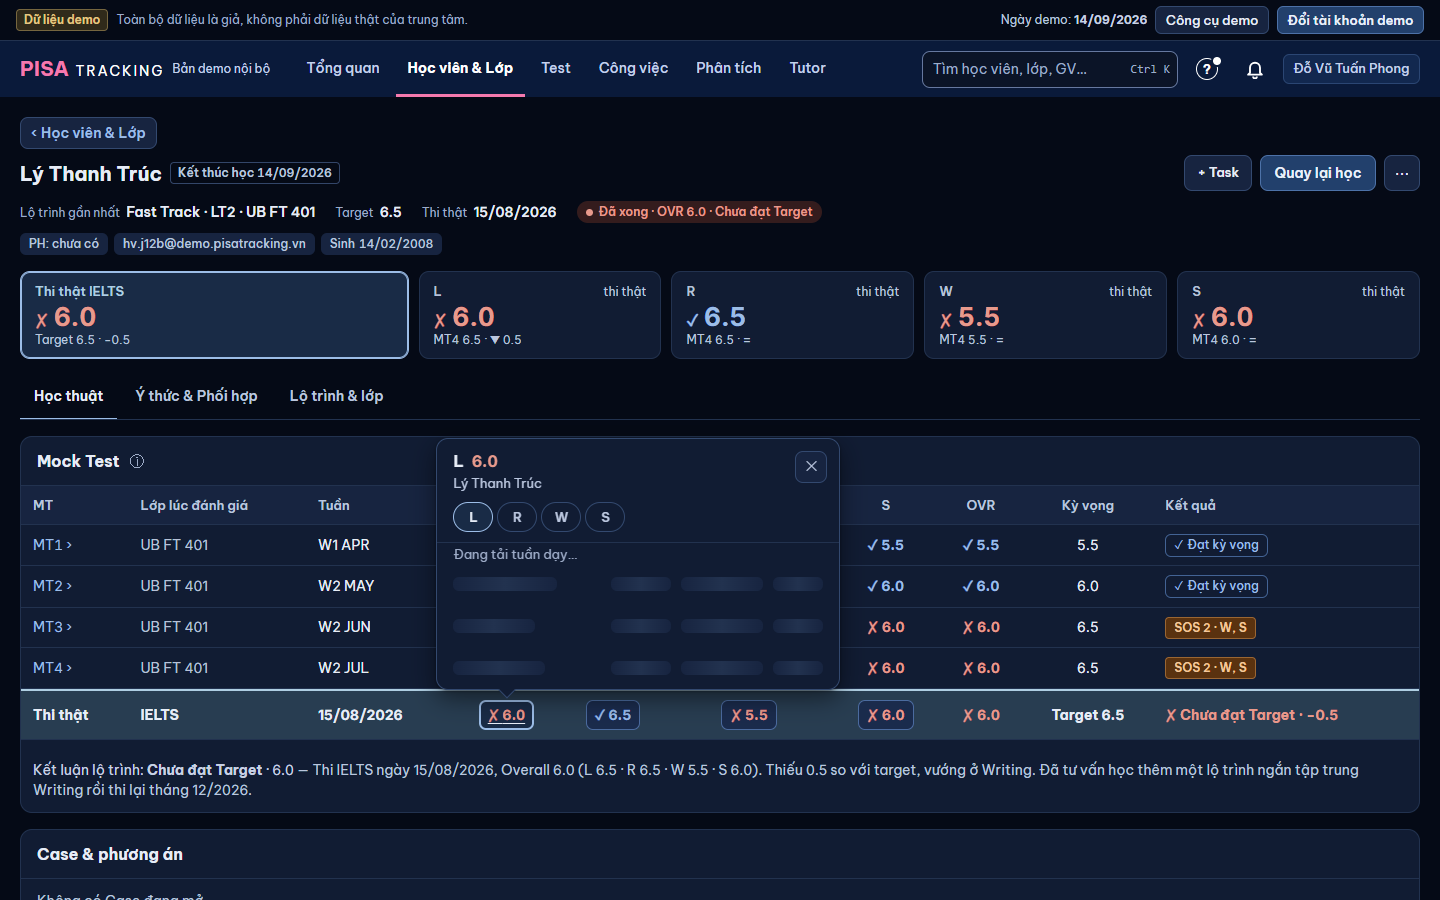 Dữ liệu demo Toàn bộ dữ liệu là giả, không phải dữ liệu thật của trung tâm. Ngày demo: 14/09/2026 Công cụ demo Đổi tài khoản demo
PISA TRACKING Bản demo nội bộ Tổng quan Học viên & Lớp Test Công việc Phân tích Tutor Tìm học viên, lớp, GV... Ctrl K ? Đỗ Vũ Tuấn Phong
‹ Học viên & Lớp
Lý Thanh Trúc Kết thúc học 14/09/2026 + Task Quay lại học ...
Lộ trình gần nhất Fast Track · LT2 · UB FT 401 Target 6.5 Thi thật 15/08/2026 Đã xong · OVR 6.0 · Chưa đạt Target
PH: chưa có hv.j12b@demo.pisatracking.vn Sinh 14/02/2008
Thi thật IELTS L thi thật R thi thật W thi thật S thi thật
✗ 6.0 ✗ 6.0 ✓ 6.5 ✗ 5.5 ✗ 6.0
Target 6.5 · −0.5 MT4 6.5 · ▼ 0.5 MT4 6.5 · = MT4 5.5 · = MT4 6.0 · =
Học thuật Ý thức & Phối hợp Lộ trình & lớp
Mock Test ⓘ
L 6.0
Lý Thanh Trúc
L R W S
Đang tải tuần dạy...
MT Lớp lúc đánh giá Tuần S OVR Kỳ vọng Kết quả
MT1 › UB FT 401 W1 APR ✓ 5.5 ✓ 5.5 5.5 ✓ Đạt kỳ vọng
MT2 › UB FT 401 W2 MAY ✓ 6.0 ✓ 6.0 6.0 ✓ Đạt kỳ vọng
MT3 › UB FT 401 W2 JUN ✗ 6.0 ✗ 6.0 6.5 SOS 2 · W, S
MT4 › UB FT 401 W2 JUL ✗ 6.0 ✗ 6.0 6.5 SOS 2 · W, S
Thi thật IELTS 15/08/2026 ✗ 6.0 ✓ 6.5 ✗ 5.5 ✗ 6.0 ✗ 6.0 Target 6.5 ✗ Chưa đạt Target · −0.5
Kết luận lộ trình: Chưa đạt Target · 6.0 — Thi IELTS ngày 15/08/2026, Overall 6.0 (L 6.5 · R 6.5 · W 5.5 · S 6.0). Thiếu 0.5 so với target, vướng ở Writing. Đã tư vấn học thêm một lộ trình ngắn tập trung
Writing rồi thi lại tháng 12/2026.
Case & phương án
Không có Case đang mở